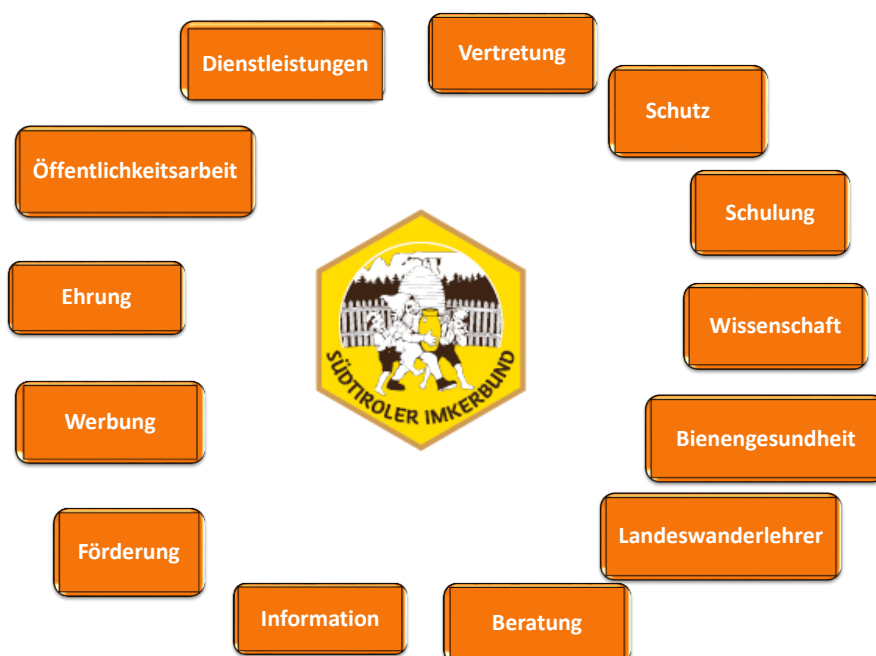 Dienstleistungen
Vertretung
Schutz
Öffentlichkeitsarbeit
Schulung
Ehrung
Wissenschaft
Werbung
Bienengesundheit
Förderung
Landeswanderlehrer
Information
Beratung
SÜDTIROLER IMKERBUND